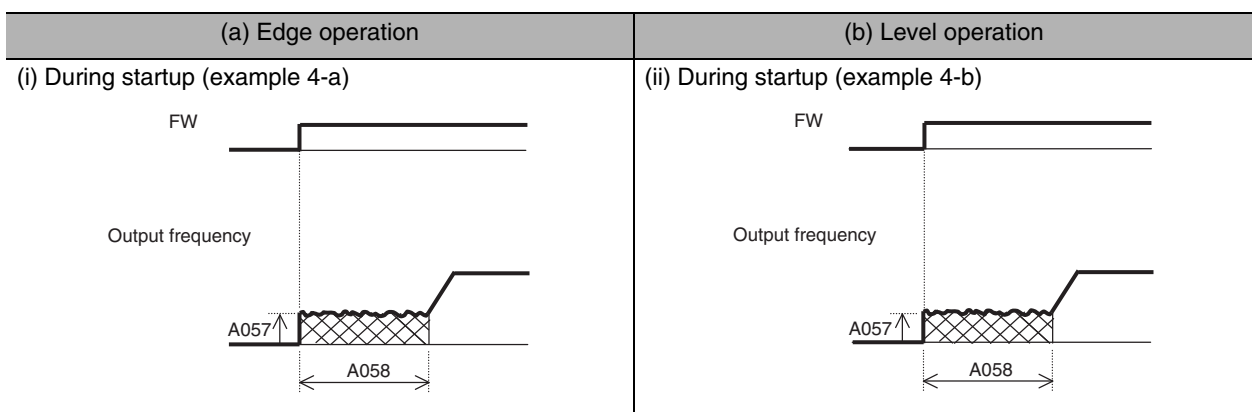 (a) Edge operation
(b) Level operation
(i) During startup (example 4-a)
FW
Output frequency
A057
A058
(ii) During startup (example 4-b)
FW
Output frequency
A057
A058